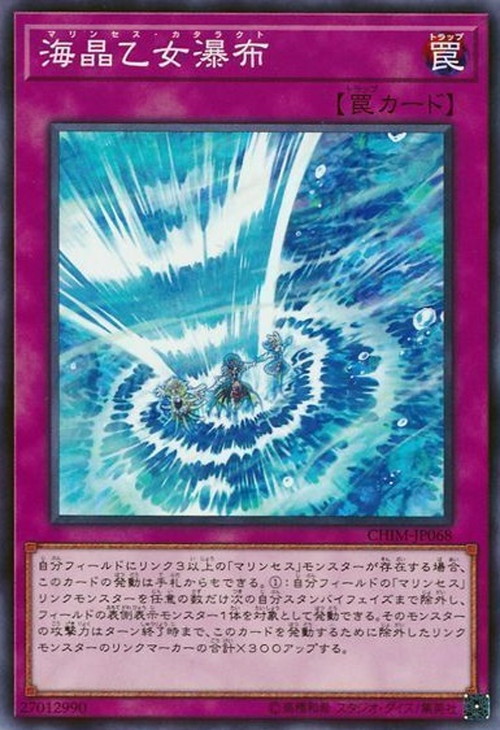 マリンセス・カタラクト
海晶乙女瀑布
トラップ
罠
トラップ
【罠カード】
CHIM-JP068
自分フィールドにリンク3以上の「マリンセス」モンスターが存在する場合、
このカードの発動は手札からもできる。①:自分フィールドの「マリンセス」
リンクモンスターを任意の数だけ次の自分スタンバイフェイズまで除外し、
フィールドの表側表示モンスター1体を対象として発動できる。そのモンスター
の攻撃力はターン終了時まで、このカードを発動するために除外したリンク
モンスターのリンクマーカーの合計×300アップする。
27012990
©高橋和希 スタジオ・ダイス/集英社